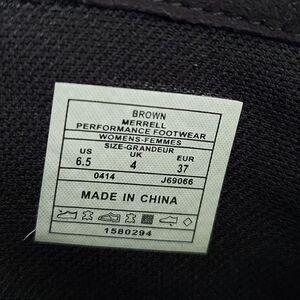 BROWN
MERRELL
PERFORMANCE FOOTWEAR
WOMENS-FEMMES
SIZE-GRANDEUR
US UK EUR
6.5 4 37
0414 J69066
MADE IN CHINA
1580294